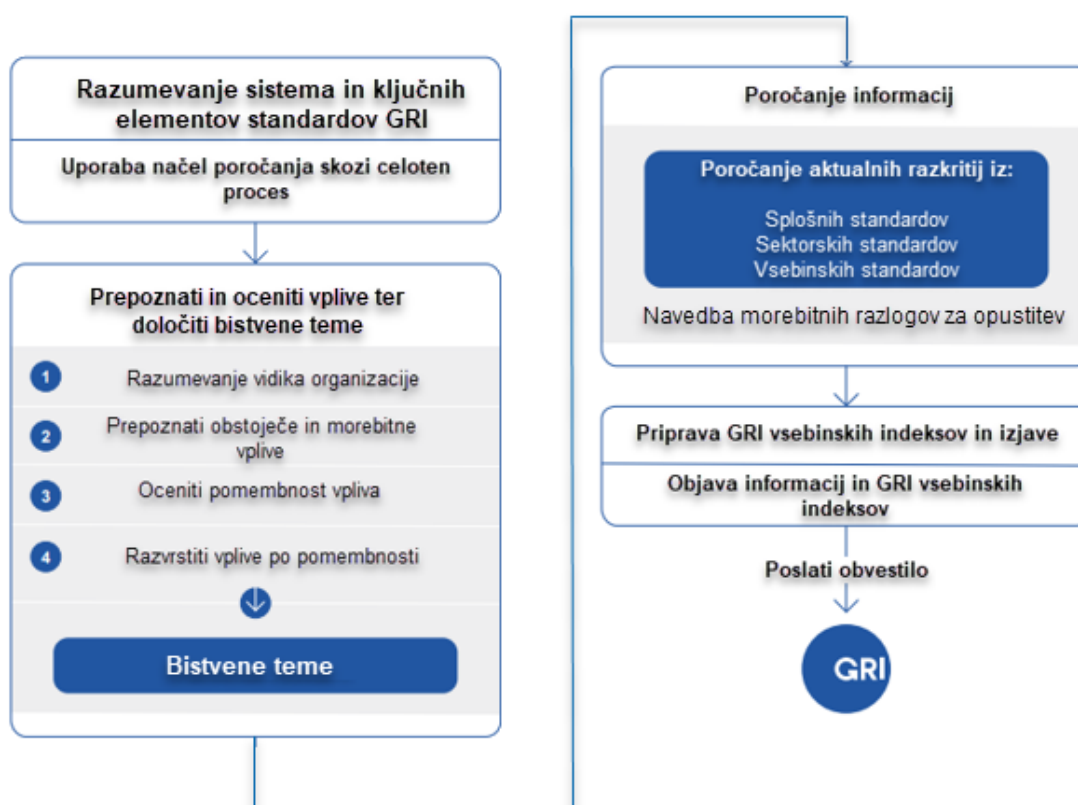 Razumevanje sistema in ključnih
elementov standardov GRI
Uporaba načel poročanja skozi celoten
proces
Prepoznati in oceniti vplive ter
določiti bistvene teme
1 Razumevanje vidika organizacije
2 Prepoznati obstoječe in morebitne
vplive
3 Oceniti pomembnost vpliva
4 Razvrstiti vplive po pomembnosti
Bistvene teme
Poročanje informacij
Poročanje aktualnih razkritij iz:
Splošnih standardov
Sektorskih standardov
Vsebinskih standardov
Navedba morebitnih razlogov za opustitev
Priprava GRI vsebinskih indeksov in izjave
Objava informacij in GRI vsebinskih
indeksov
Poslati obvestilo
GRI